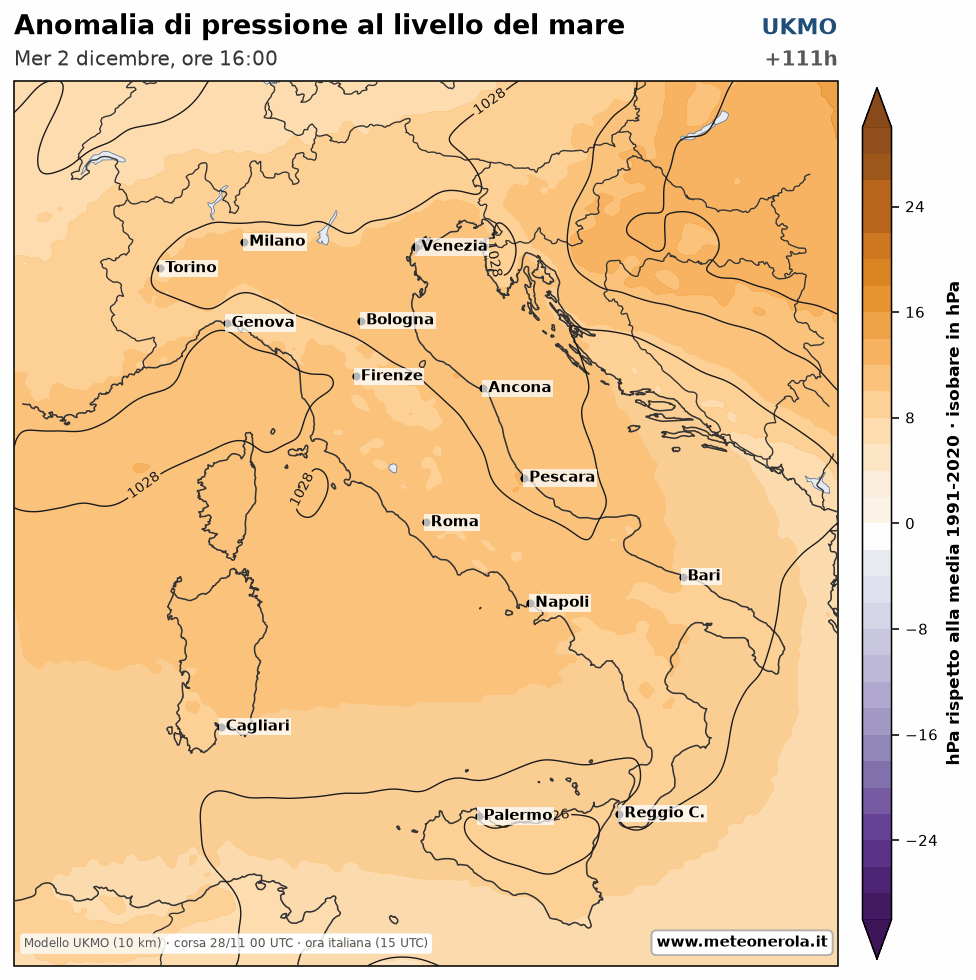 Anomalia di pressione al livello del mare
UKMO
Mer 2 dicembre, ore 16:00
+111h
1028
Milano
Venezia
1028
Torino
Genova
Bologna
Firenze
Ancona
1028
1028
Pescara
Roma
Bari
Napoli
Cagliari
Palermo
26
Reggio C.
Modello UKMO (10 km) · corsa 28/11 00 UTC · ora italiana (15 UTC)
www.meteonerola.it
24
16
8
0
−8
−16
−24
hPa rispetto alla media 1991-2020 · isobare in hPa